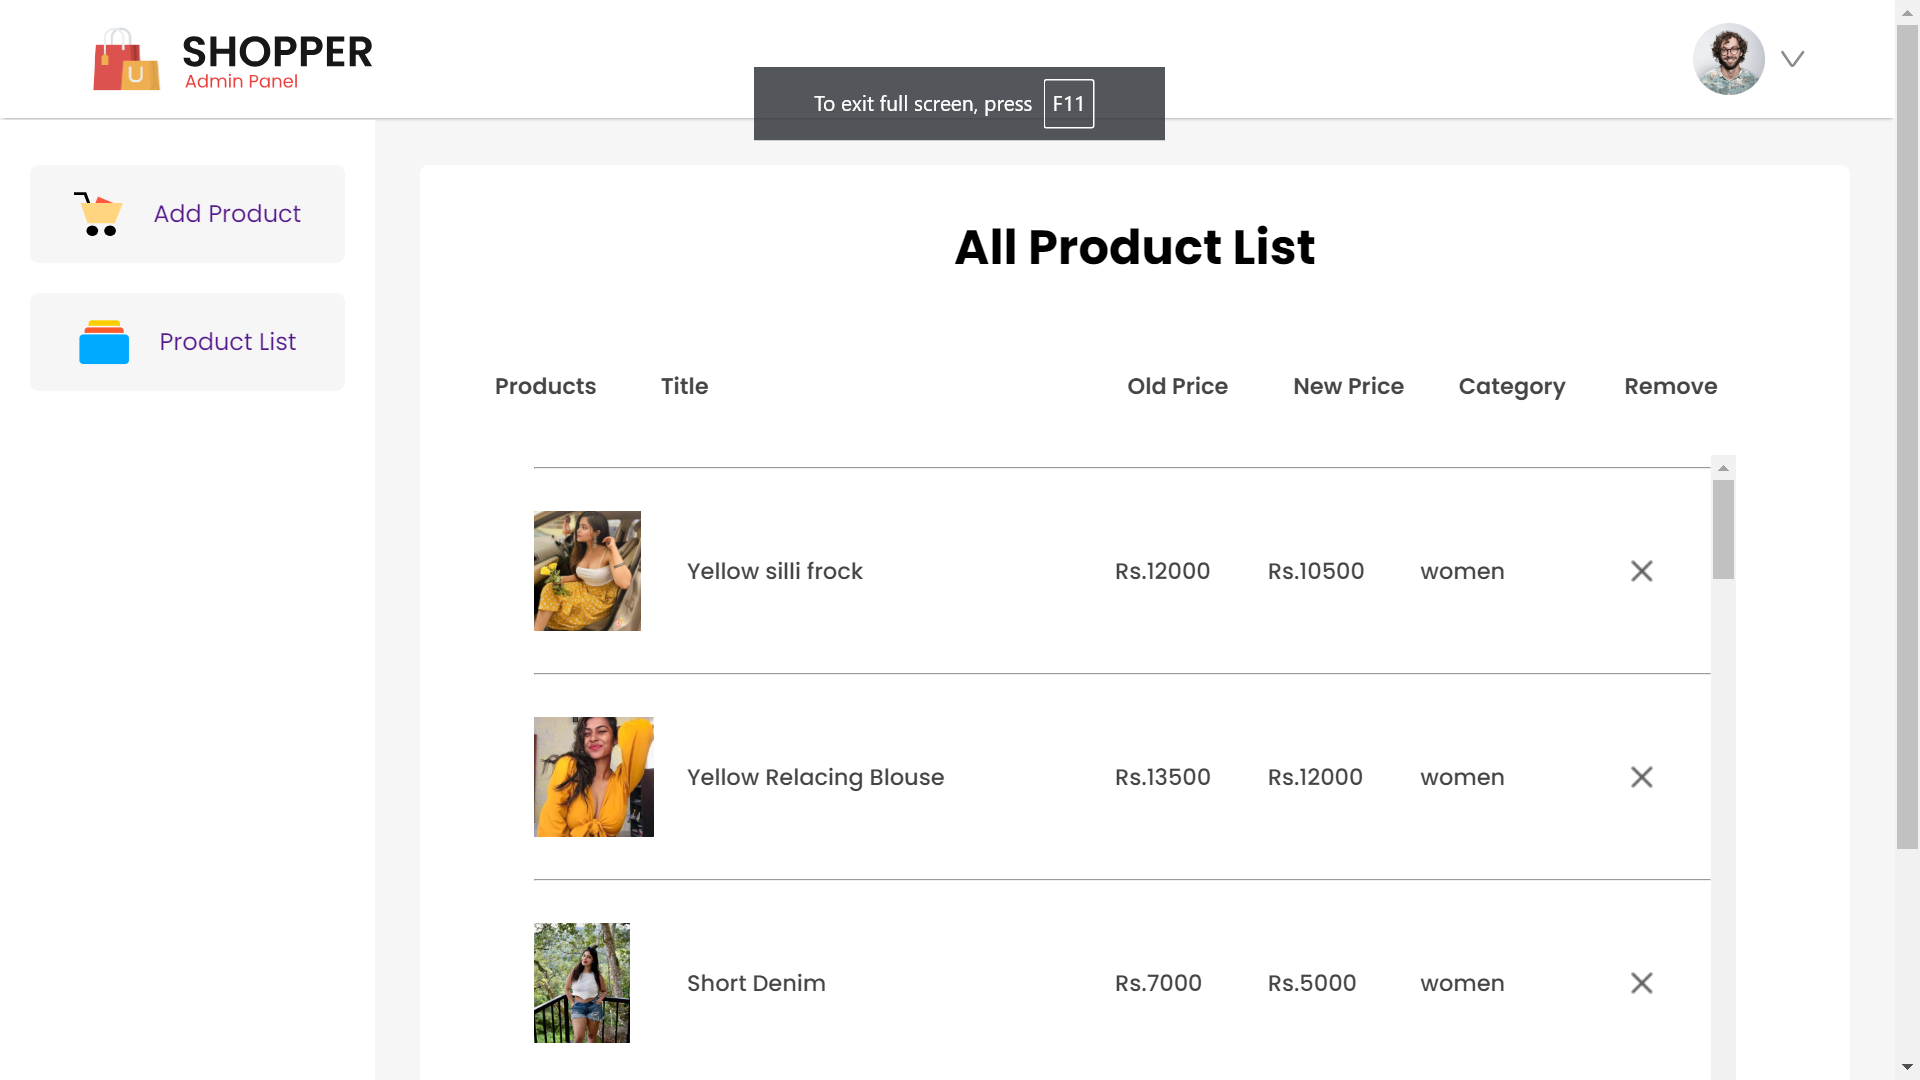 SHOPPER
Admin Panel
To exit full screen, press F11
Add Product
Product List
All Product List
Products Title Old Price New Price Category Remove
Yellow silli frock Rs.12000 Rs.10500 women
Yellow Relacing Blouse Rs.13500 Rs.12000 women
Short Denim Rs.7000 Rs.5000 women